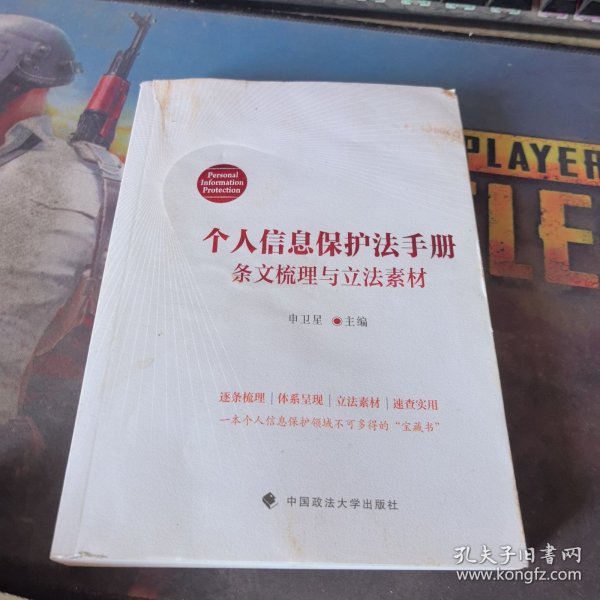 PLAYER
TLE
Personal
Information
Protection
个人信息保护法手册
条文梳理与立法素材
申卫星 ◉ 主编
逐条梳理｜体系呈现｜立法素材｜速查实用
一本个人信息保护领域不可多得的“宝藏书”
中国政法大学出版社
孔夫子旧书网
www.kongfz.com